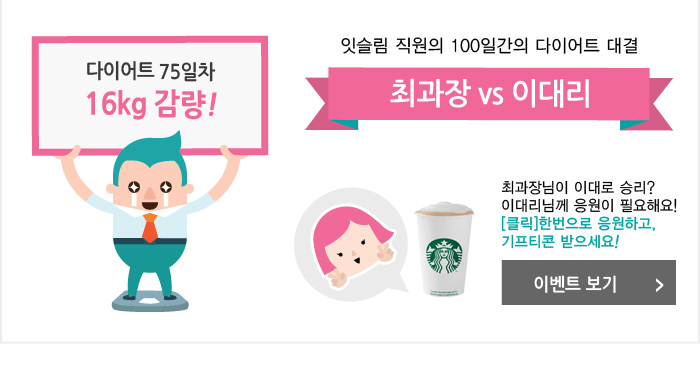 다이어트 75일차
16kg 감량!
잇슬림 직원의 100일간의 다이어트 대결
최과장 vs 이대리
최과장님이 이대로 승리?
이대리님께 응원이 필요해요!
[클릭]한번으로 응원하고,
기프티콘 받으세요!
이벤트 보기 >